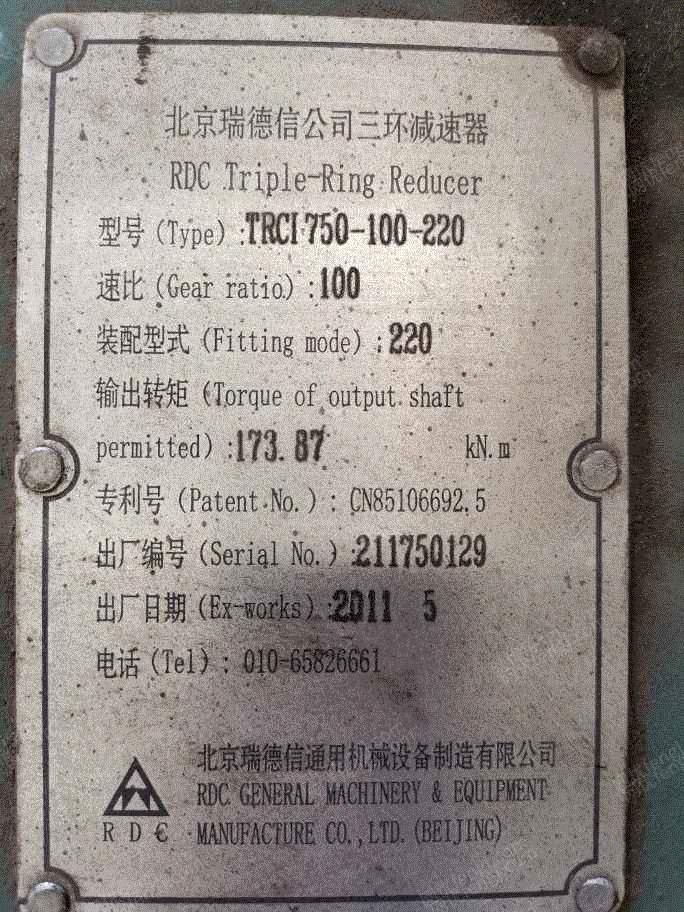 北京瑞德信公司三环减速器
RDC Triple-Ring Reducer
型号(Type):TRCI750-100-220
速比(Gear ratio):100
装配型式(Fitting mode):220
输出转矩(Torque of output shaft
permitted):173.87 kN.m
专利号(Patent No.): CN85106692.5
出厂编号(Serial No.):211750129
出厂日期(Ex-works):2011 5
电话(Tel): 010-65826661
北京瑞德信通用机械设备制造有限公司
RDC GENERAL MACHINERY & EQUIPMENT
RDC MANUFACTURE CO.,LTD.(BEIJING)